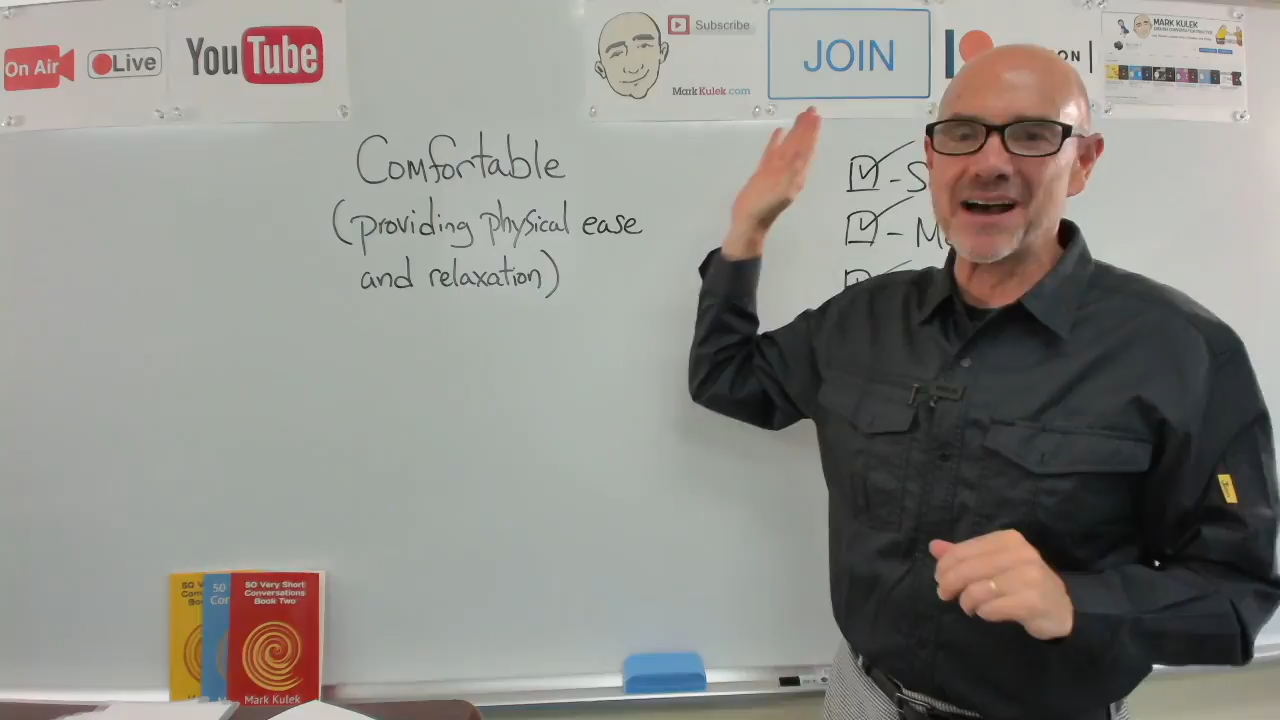 On Air
Live
YouTube
Subscribe
MarkKulek.com
JOIN
MARK KULEK
Comfortable
(providing physical ease
and relaxation)
50 Very Short
Conversations
Book Two
Mark Kulek
50